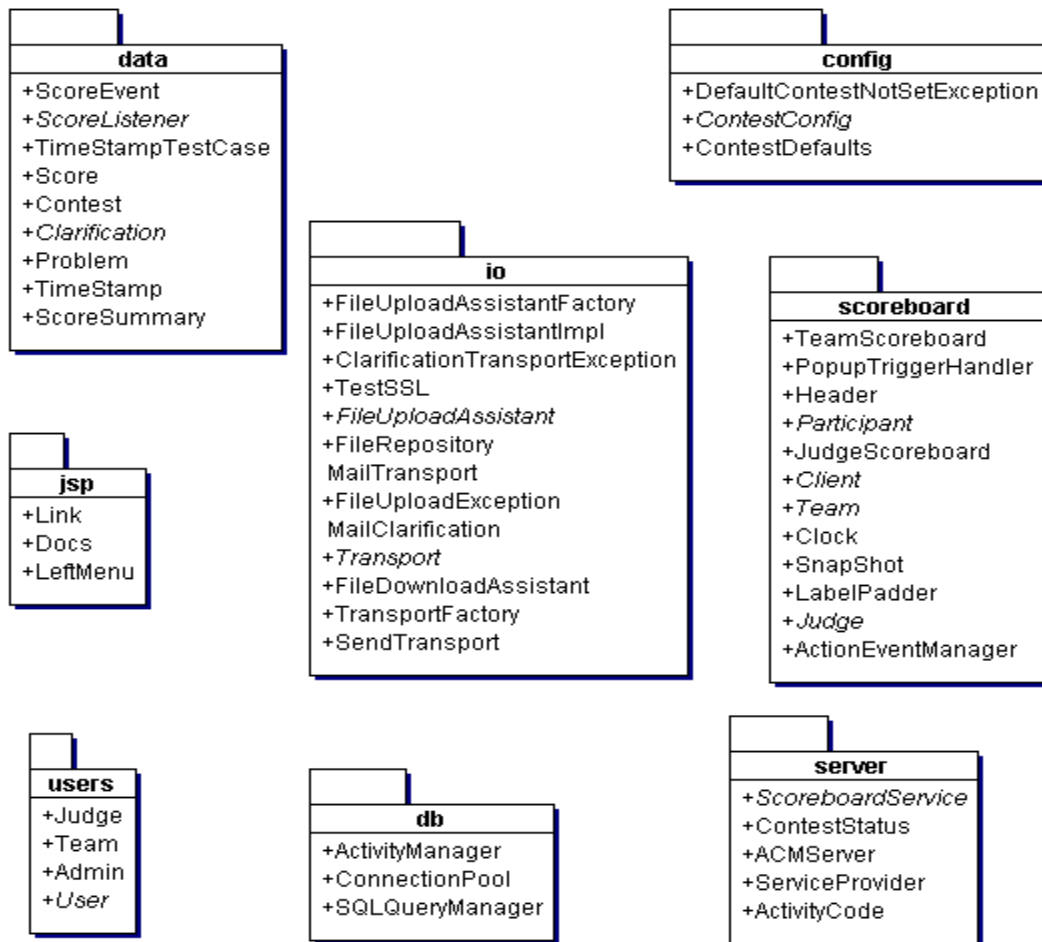 data
+ScoreEvent
+ScoreListener
+TimeStampTestCase
+Score
+Contest
+Clarification
+Problem
+TimeStamp
+ScoreSummary
config
+DefaultContestNotSetException
+ContestConfig
+ContestDefaults
io
+FileUploadAssistantFactory
+FileUploadAssistantImpl
+ClarificationTransportException
+TestSSL
+FileUploadAssistant
+FileRepository
MailTransport
+FileUploadException
MailClarification
+Transport
+FileDownloadAssistant
+TransportFactory
+SendTransport
scoreboard
+TeamScoreboard
+PopupTriggerHandler
+Header
+Participant
+JudgeScoreboard
+Client
+Team
+Clock
+SnapShot
+LabelPadder
+Judge
+ActionEventManager
jsp
+Link
+Docs
+LeftMenu
users
+Judge
+Team
+Admin
+User
db
+ActivityManager
+ConnectionPool
+SQLQueryManager
server
+ScoreboardService
+ContestStatus
+ACMServer
+ServiceProvider
+ActivityCode